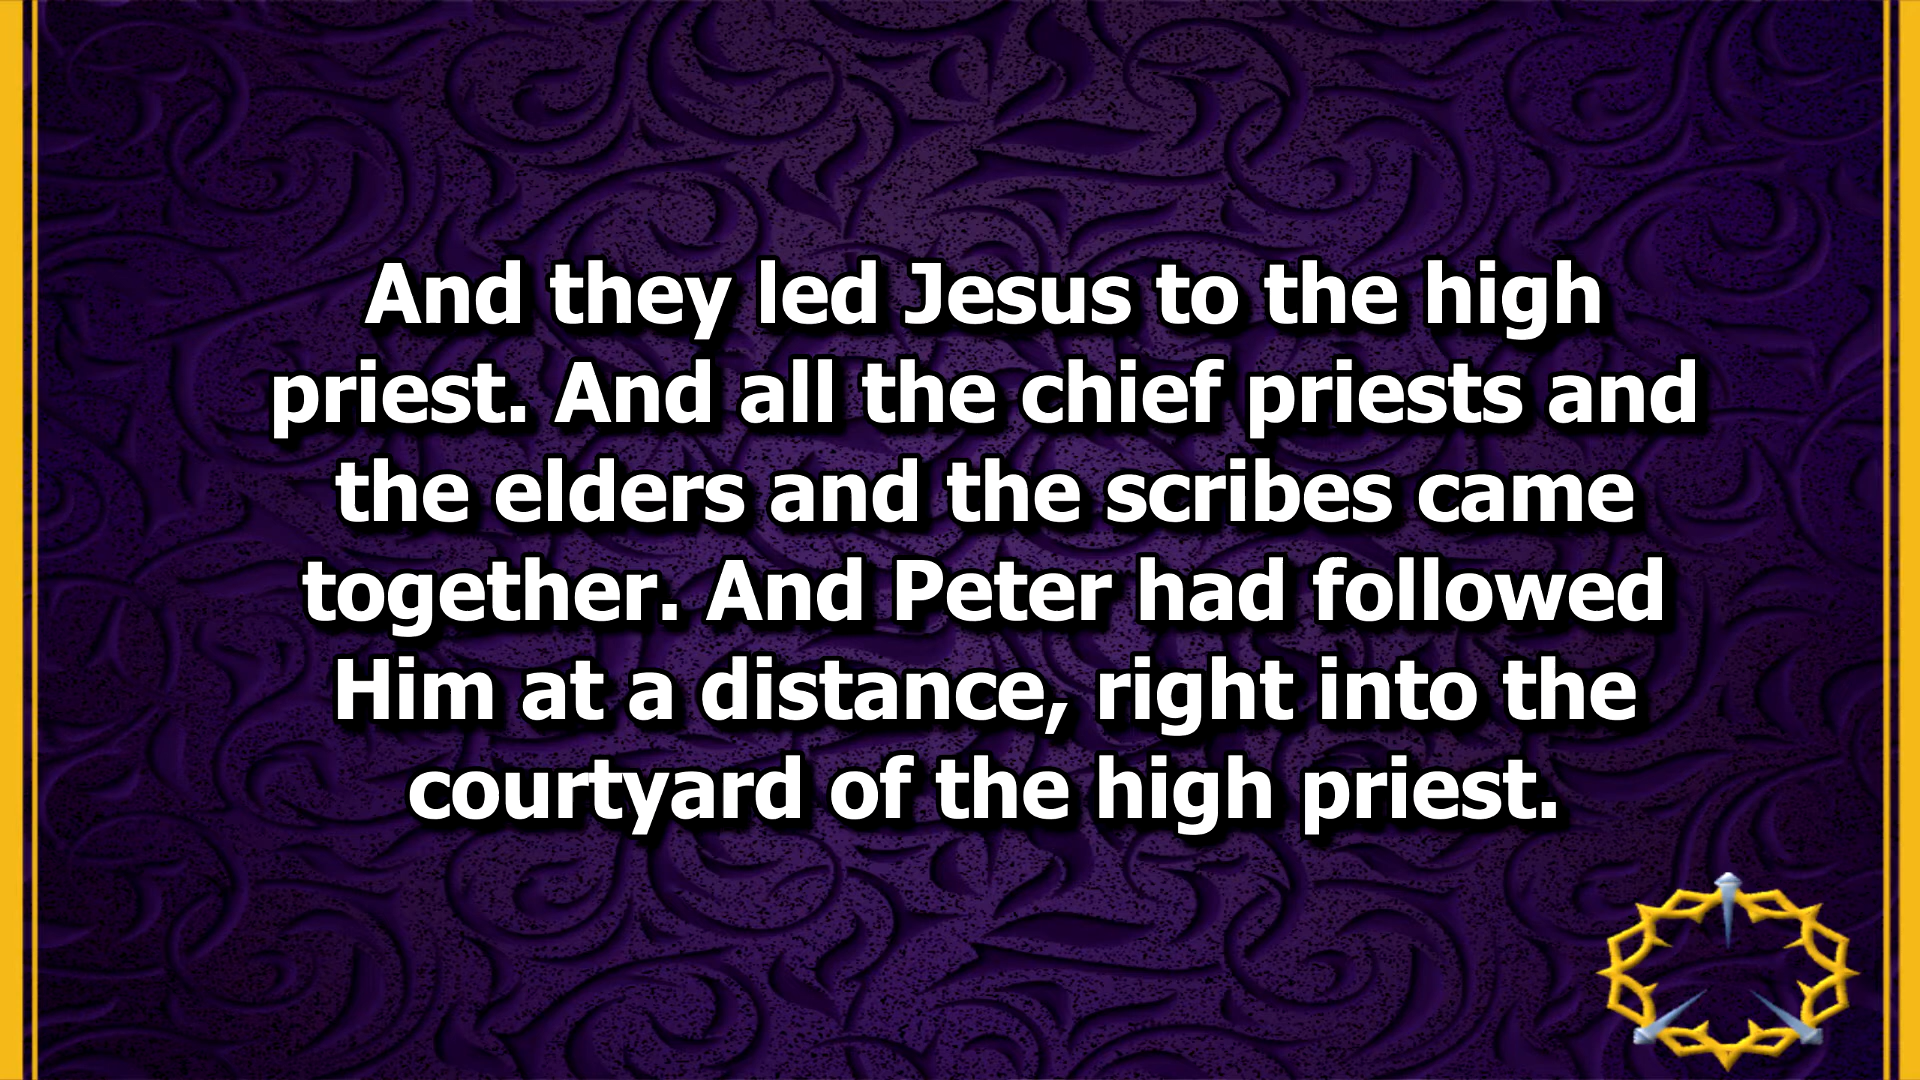 And they led Jesus to the high
priest. And all the chief priests and
the elders and the scribes came
together. And Peter had followed
Him at a distance, right into the
courtyard of the high priest.